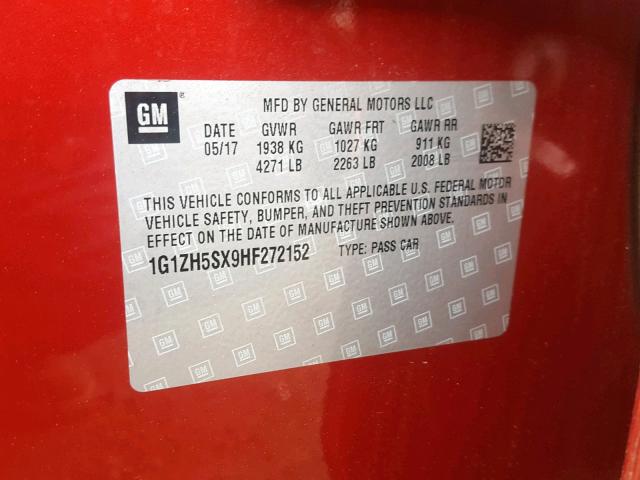 GM
MFD BY GENERAL MOTORS LLC
DATE GVWR GAWR FRT GAWR RR
05/17 1938 KG 1027 KG 911 KG
4271 LB 2263 LB 2008 LB
THIS VEHICLE CONFORMS TO ALL APPLICABLE U.S. FEDERAL MOTOR
VEHICLE SAFETY, BUMPER, AND THEFT PREVENTION STANDARDS IN
EFFECT ON THE DATE OF MANUFACTURE SHOWN ABOVE.
1G1ZH5SX9HF272152 TYPE: PASS CAR